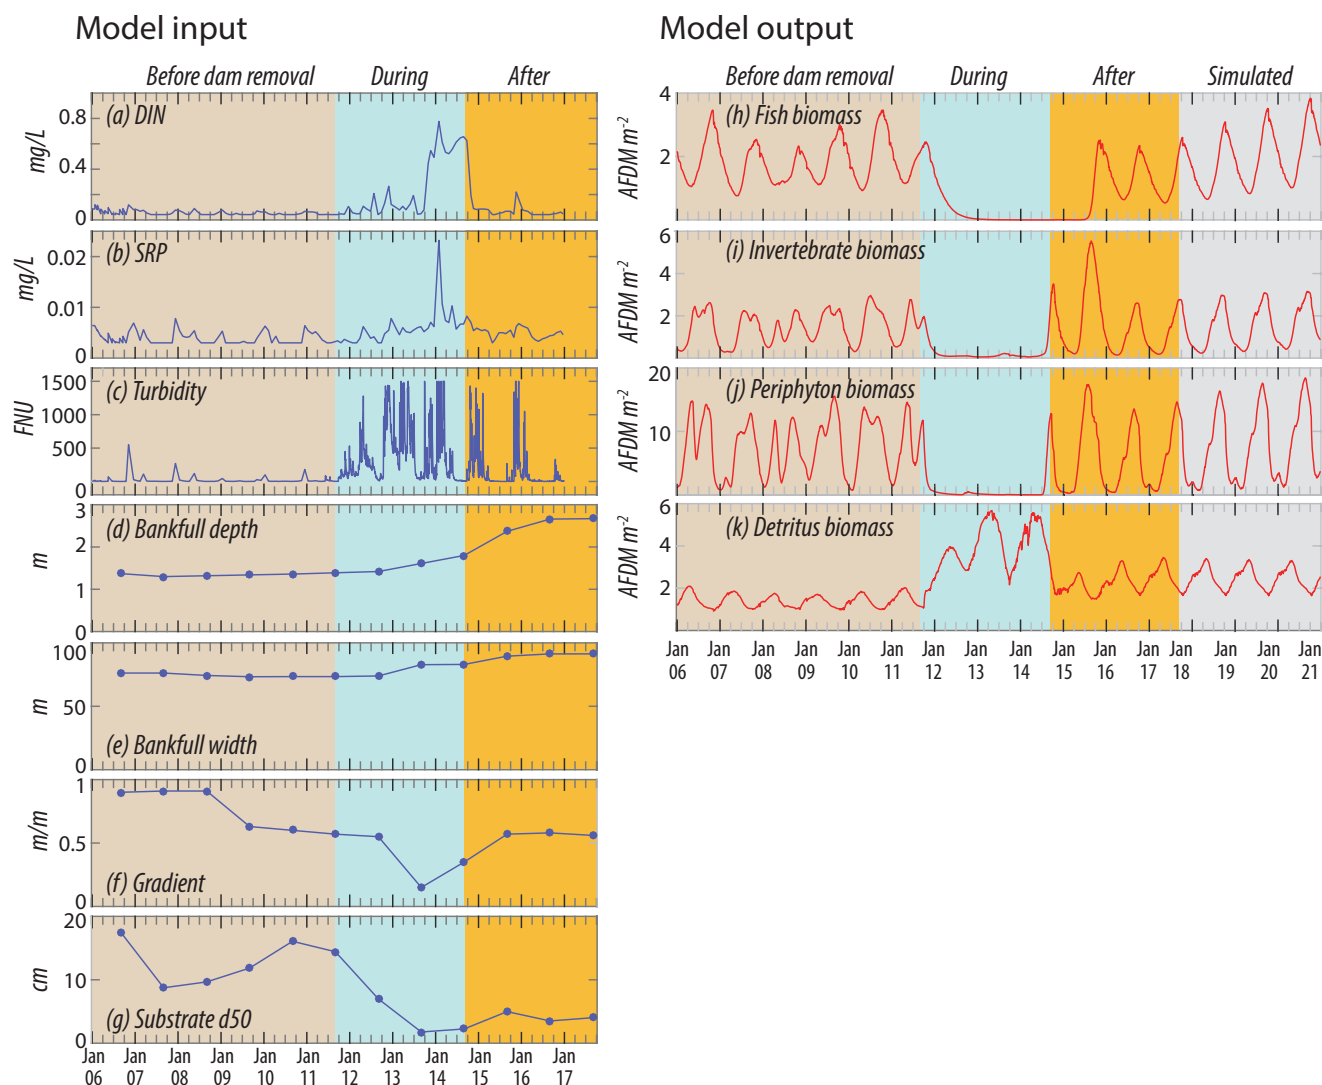 Model input
Before dam removal During After
(a) DIN
mg/L
0.8
0.4
0
(b) SRP
mg/L
0.02
0.01
0
(c) Turbidity
FNU
1500
1000
500
0
(d) Bankfull depth
m
3
2
1
0
(e) Bankfull width
m
100
50
0
(f) Gradient
m/m
1
0.5
0
(g) Substrate d50
cm
20
10
0
Jan Jan Jan Jan Jan Jan Jan Jan Jan Jan Jan Jan
06 07 08 09 10 11 12 13 14 15 16 17
Model output
Before dam removal During After Simulated
(h) Fish biomass
AFDM m-2
4
2
(i) Invertebrate biomass
AFDM m-2
6
4
2
(j) Periphyton biomass
AFDM m-2
20
10
(k) Detritus biomass
AFDM m-2
6
4
2
Jan Jan Jan Jan Jan Jan Jan Jan Jan Jan Jan Jan Jan Jan Jan Jan
06 07 08 09 10 11 12 13 14 15 16 17 18 19 20 21